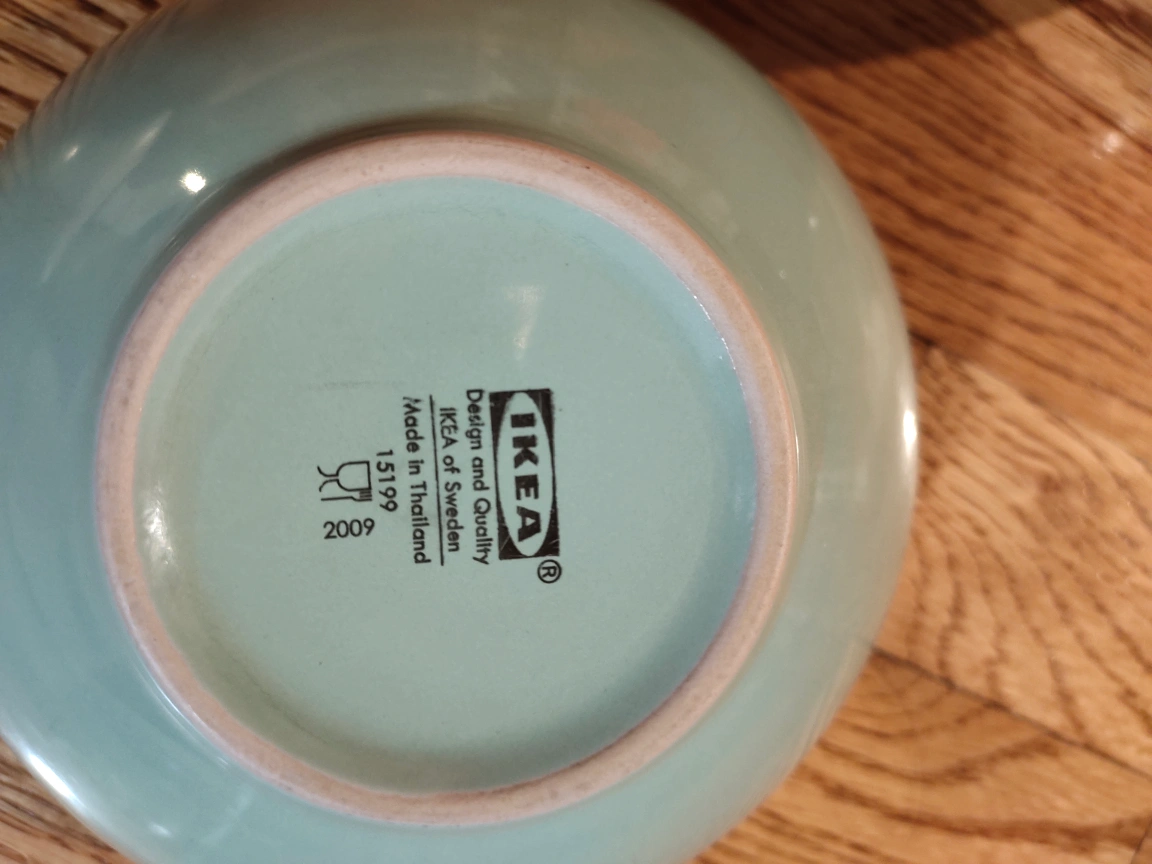 IKEA®
Design and Quality
IKEA of Sweden
Made in Thailand
15199
2009